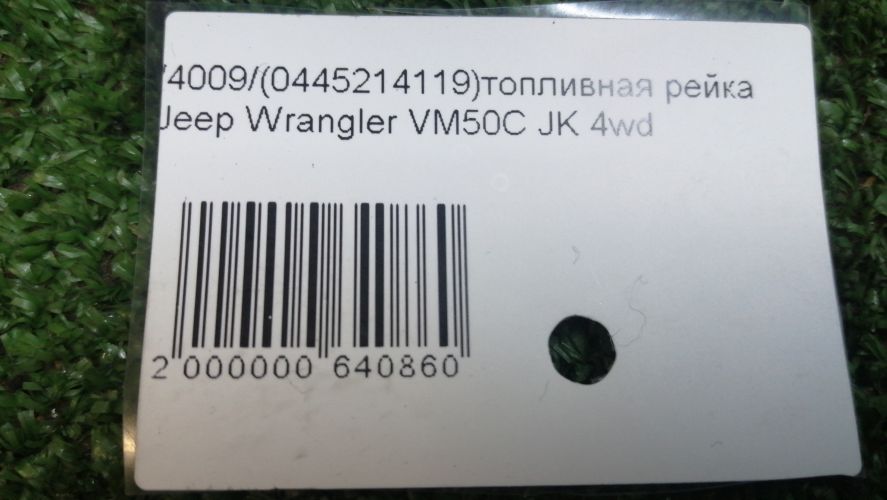 /4009/(0445214119)топливная рейка
Jeep Wrangler VM50C JK 4wd
2 000000 640860